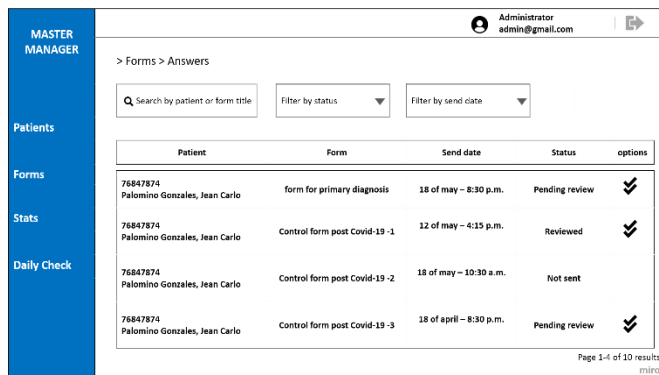 MASTER
MANAGER
Administrator
admin@gmail.com
> Forms > Answers
Search by patient or form title
Filter by status
Filter by send date
Patients
Forms
Stats
Daily Check
Patient Form Send date Status options
76847874
Palomino Gonzales, Jean Carlo
form for primary diagnosis
18 of may – 8:30 p.m.
Pending review
76847874
Palomino Gonzales, Jean Carlo
Control form post Covid-19 -1
12 of may – 4:15 p.m.
Reviewed
76847874
Palomino Gonzales, Jean Carlo
Control form post Covid-19 -2
18 of may – 10:30 a.m.
Not sent
76847874
Palomino Gonzales, Jean Carlo
Control form post Covid-19 -3
18 of april – 8:30 p.m.
Pending review
Page 1-4 of 10 results
miro